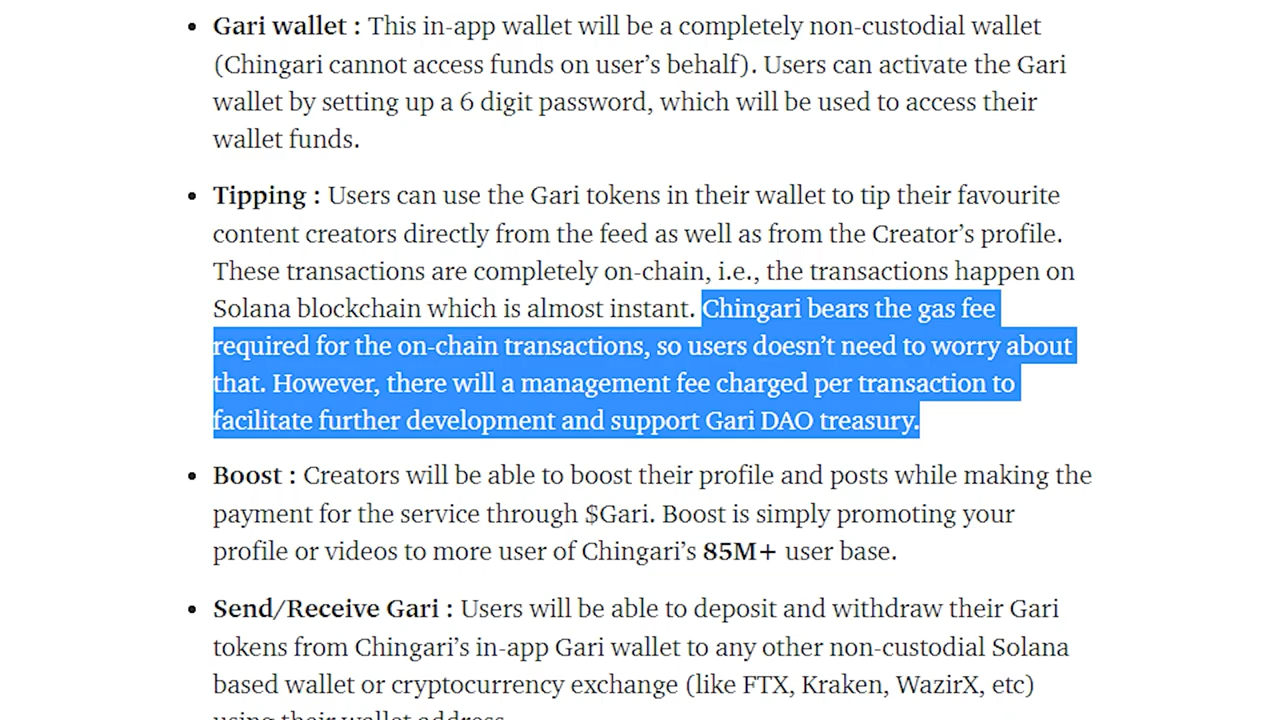 • Gari wallet : This in-app wallet will be a completely non-custodial wallet
(Chingari cannot access funds on user’s behalf). Users can activate the Gari
wallet by setting up a 6 digit password, which will be used to access their
wallet funds.
• Tipping : Users can use the Gari tokens in their wallet to tip their favourite
content creators directly from the feed as well as from the Creator’s profile.
These transactions are completely on-chain, i.e., the transactions happen on
Solana blockchain which is almost instant. Chingari bears the gas fee
required for the on-chain transactions, so users doesn’t need to worry about
that. However, there will a management fee charged per transaction to
facilitate further development and support Gari DAO treasury.
• Boost : Creators will be able to boost their profile and posts while making the
payment for the service through $Gari. Boost is simply promoting your
profile or videos to more user of Chingari’s 85M+ user base.
• Send/Receive Gari : Users will be able to deposit and withdraw their Gari
tokens from Chingari’s in-app Gari wallet to any other non-custodial Solana
based wallet or cryptocurrency exchange (like FTX, Kraken, WazirX, etc)
using their wallet address